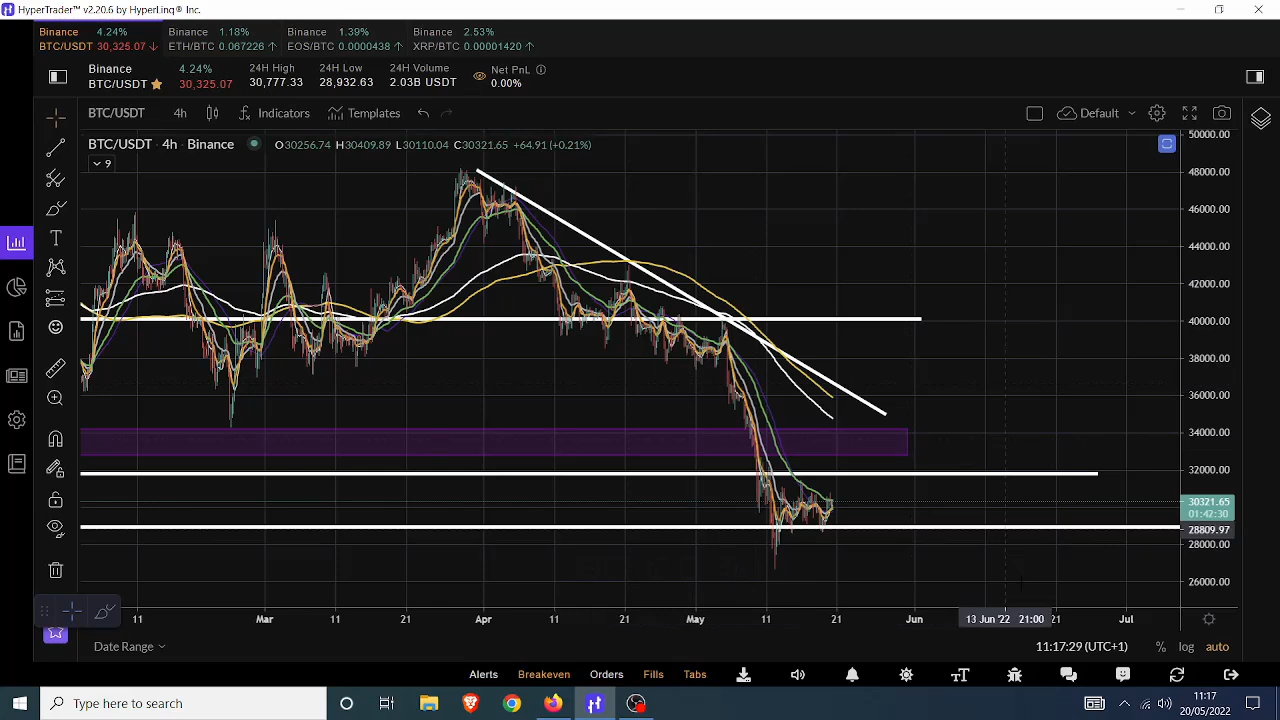 HyperTrader™ v2.20.6 by HyperLinq® Inc.
Binance 4.24% Binance 1.18% Binance 1.39% Binance 2.53%
BTC/USDT 30,325.07 ↓ ETH/BTC 0.067226 ↑ EOS/BTC 0.0000438 ↑ XRP/BTC 0.00001420 ↑
Binance 4.24% 24H High 24H Low 24H Volume Net PnL
BTC/USDT 30,325.07 30,777.33 28,932.63 2.03B USDT 0.00%
BTC/USDT 4h Indicators Templates Default
BTC/USDT · 4h · Binance O30256.74 H30409.89 L30110.04 C30321.65 +64.91 (+0.21%)
9
50000.00
48000.00
46000.00
44000.00
42000.00
40000.00
38000.00
36000.00
34000.00
32000.00
30321.65
01:42:30
28809.97
28000.00
26000.00
11 Mar 11 21 Apr 11 21 May 11 21 Jun 13 Jun '22 21:00 21 Jul
Date Range 11:17:29 (UTC+1) % log auto
Alerts Breakeven Orders Fills Tabs
Type here to search
11:17
20/05/2022